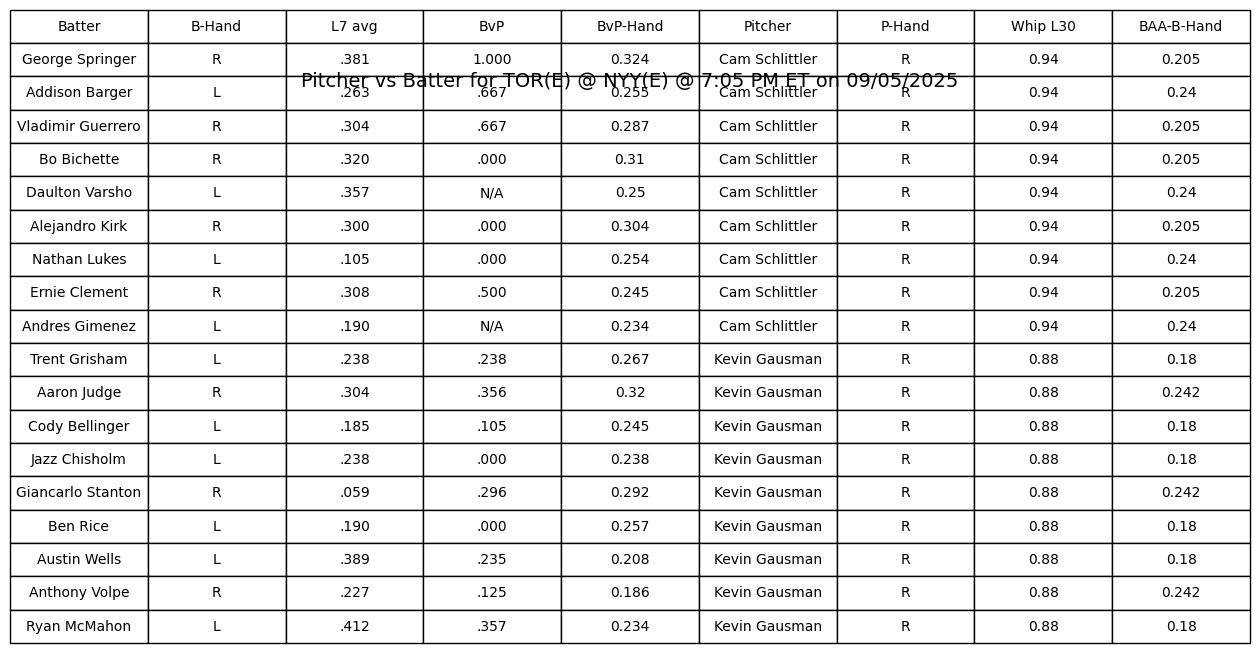 Batter B-Hand L7 avg BvP BvP-Hand Pitcher P-Hand Whip L30 BAA-B-Hand
George Springer R .381 1.000 0.324 Cam Schlittler R 0.94 0.205
Pitcher vs Batter for TOR(E) @ NYY(E) @ 7:05 PM ET on 09/05/2025
Addison Barger L .263 .667 0.255 Cam Schlittler R 0.94 0.24
Vladimir Guerrero R .304 .667 0.287 Cam Schlittler R 0.94 0.205
Bo Bichette R .320 .000 0.31 Cam Schlittler R 0.94 0.205
Daulton Varsho L .357 N/A 0.25 Cam Schlittler R 0.94 0.24
Alejandro Kirk R .300 .000 0.304 Cam Schlittler R 0.94 0.205
Nathan Lukes L .105 .000 0.254 Cam Schlittler R 0.94 0.24
Ernie Clement R .308 .500 0.245 Cam Schlittler R 0.94 0.205
Andres Gimenez L .190 N/A 0.234 Cam Schlittler R 0.94 0.24
Trent Grisham L .238 .238 0.267 Kevin Gausman R 0.88 0.18
Aaron Judge R .304 .356 0.32 Kevin Gausman R 0.88 0.242
Cody Bellinger L .185 .105 0.245 Kevin Gausman R 0.88 0.18
Jazz Chisholm L .238 .000 0.238 Kevin Gausman R 0.88 0.18
Giancarlo Stanton R .059 .296 0.292 Kevin Gausman R 0.88 0.242
Ben Rice L .190 .000 0.257 Kevin Gausman R 0.88 0.18
Austin Wells L .389 .235 0.208 Kevin Gausman R 0.88 0.18
Anthony Volpe R .227 .125 0.186 Kevin Gausman R 0.88 0.242
Ryan McMahon L .412 .357 0.234 Kevin Gausman R 0.88 0.18